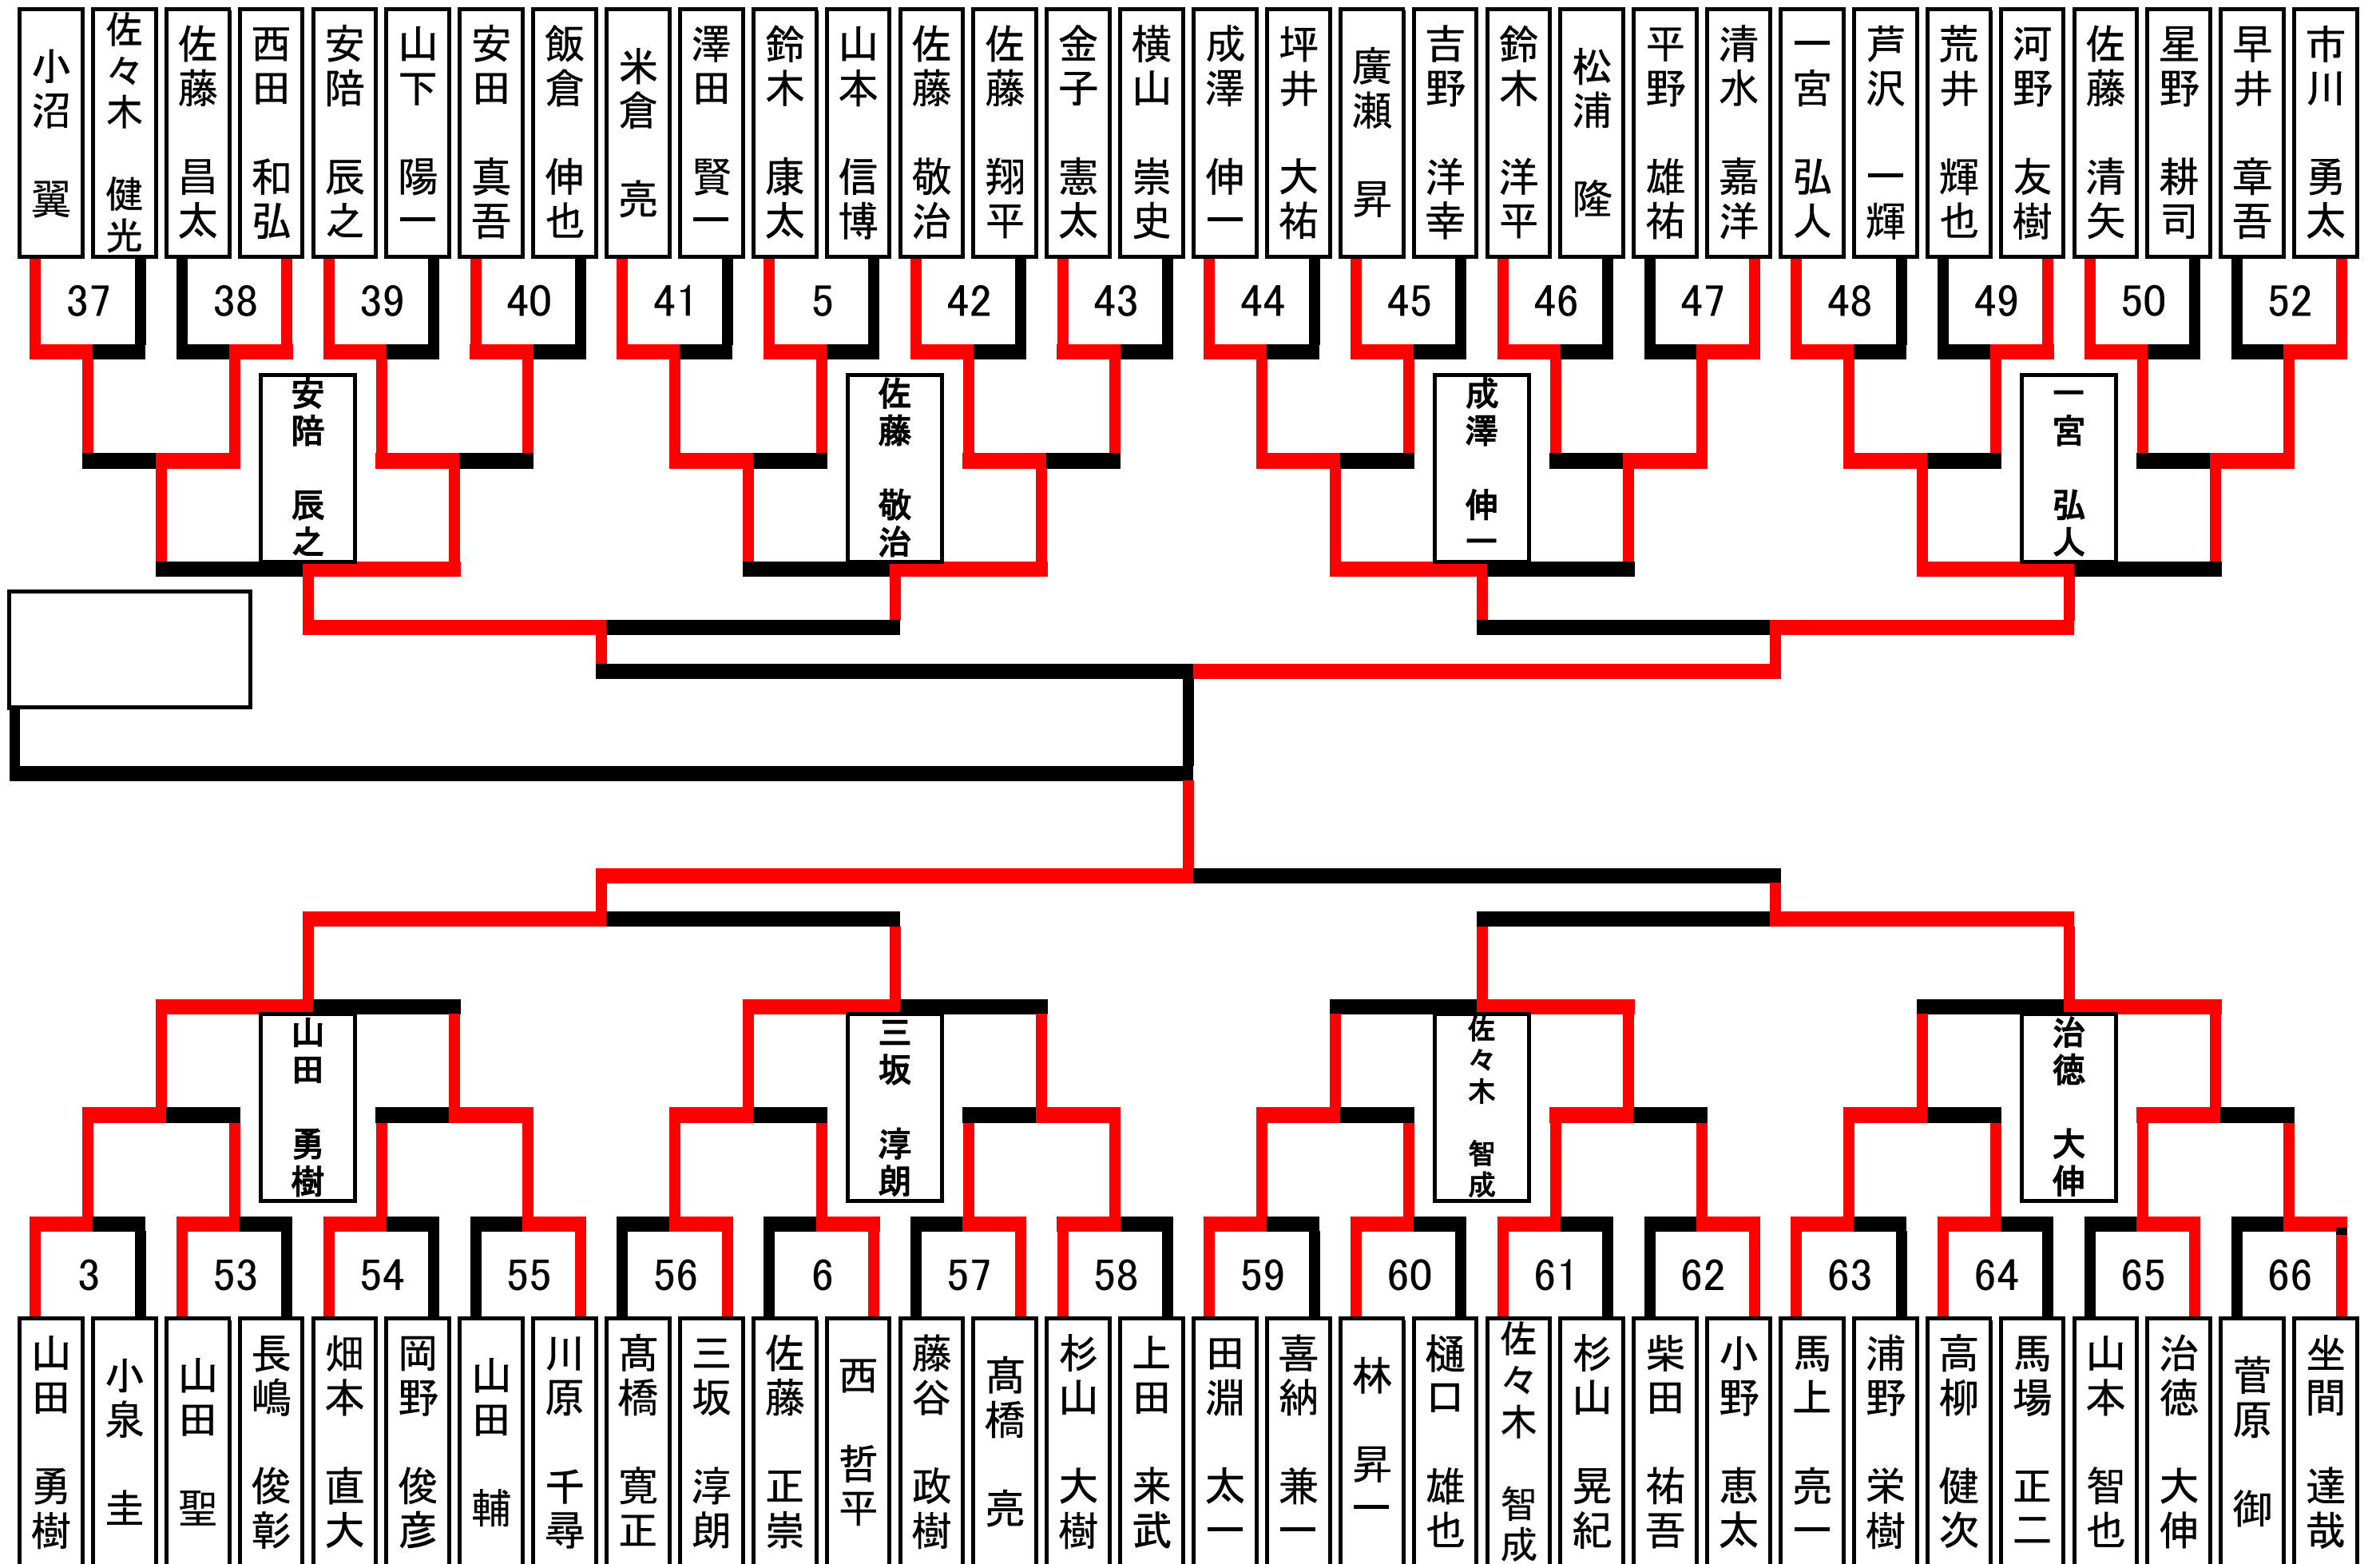 小沼 翼
佐々木 健光
佐藤 昌太
西田 和弘
安陪 辰之
山下 陽一
安田 真吾
飯倉 伸也
米倉 亮
澤田 賢一
鈴木 康太
山本 信博
佐藤 敬治
佐藤 翔平
金子 憲太
横山 崇史
成澤 伸一
坪井 大祐
廣瀬 昇
吉野 洋幸
鈴木 洋平
松浦 隆
平野 雄祐
清水 嘉洋
一宮 弘人
芦沢 一輝
荒井 輝也
河野 友樹
佐藤 清矢
星野 耕司
早井 章吾
市川 勇太
37
38
39
40
41
5
42
43
44
45
46
47
48
49
50
52
安陪 辰之
佐藤 敬治
成澤 伸一
一宮 弘人
山田 勇樹
三坂 淳朗
佐々木 智成
治徳 大伸
3
53
54
55
56
6
57
58
59
60
61
62
63
64
65
66
山田 勇樹
小泉 圭
山田 聖
長嶋 俊彰
畑本 直大
岡野 俊彦
山田 輔
川原 千尋
髙橋 寛正
三坂 淳朗
佐藤 正崇
西 哲平
藤谷 政樹
髙橋 亮
杉山 大樹
上田 来武
田淵 太一
喜納 兼一
林 昇一
樋口 雄也
佐々木 智成
杉山 晃紀
柴田 祐吾
小野 恵太
馬上 亮一
浦野 栄樹
高柳 健次
馬場 正二
山本 智也
治徳 大伸
菅原 御
坐間 達哉